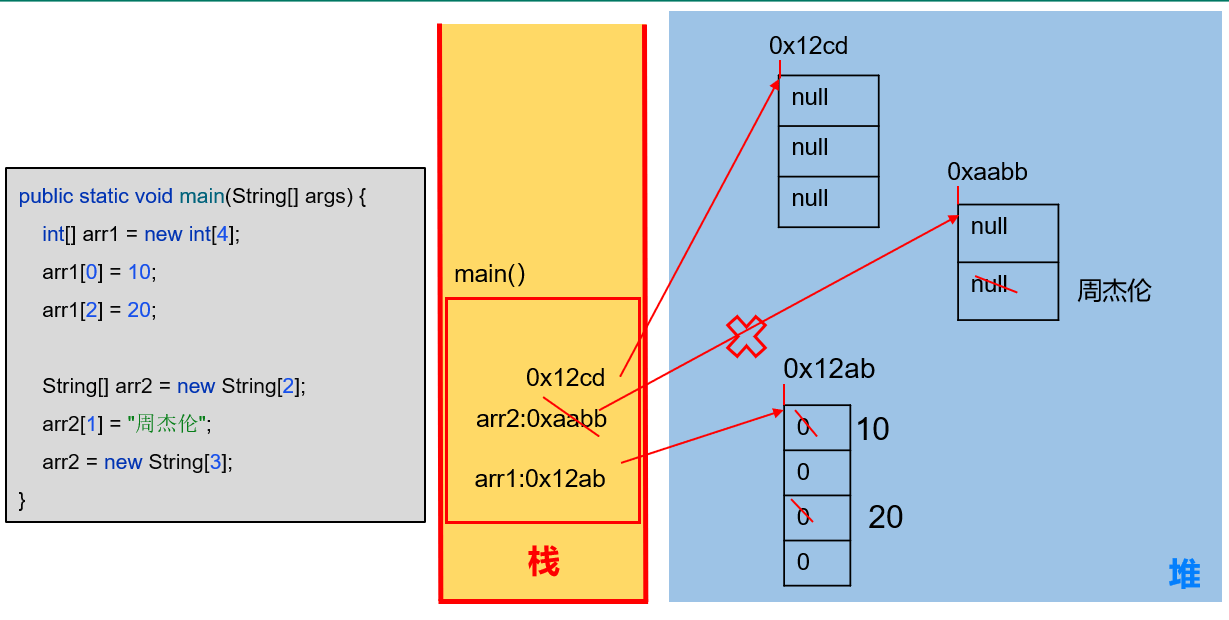 public static void main(String[] args) {
int[] arr1 = new int[4];
arr1[0] = 10;
arr1[2] = 20;
String[] arr2 = new String[2];
arr2[1] = "周杰伦";
arr2 = new String[3];
}
main()
0x12cd
arr2:0xaabb
arr1:0x12ab
栈
0x12cd
null
null
null
0xaabb
null
null
周杰伦
0x12ab
0
10
0
0
20
0
堆